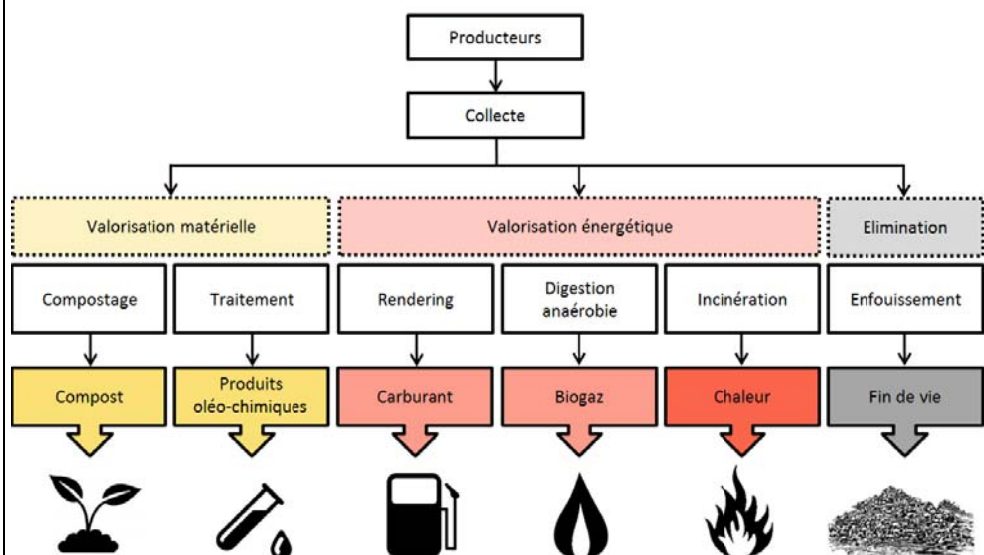 Producteurs
Collecte
Valorisation matérielle
Valorisation énergétique
Elimination
Compostage
Traitement
Rendering
Digestion
anaérobie
Incinération
Enfouissement
Compost
Produits
oléo-chimiques
Carburant
Biogaz
Chaleur
Fin de vie